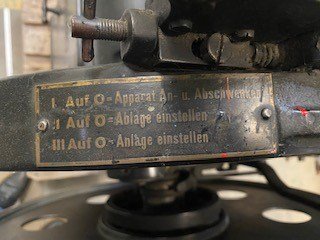 I Auf O = Apparat An- u. Abschwenken
II Auf O = Anlage einstellen
III Auf O = Anlage einstellen